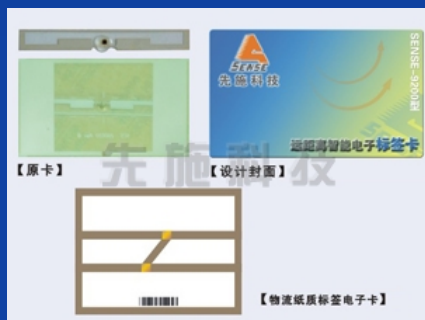 SENSE
先施科技
SENSE-9200型
远距离智能电子标签卡
【原卡】
【设计封面】
先施科技
【物流纸质标签电子卡】